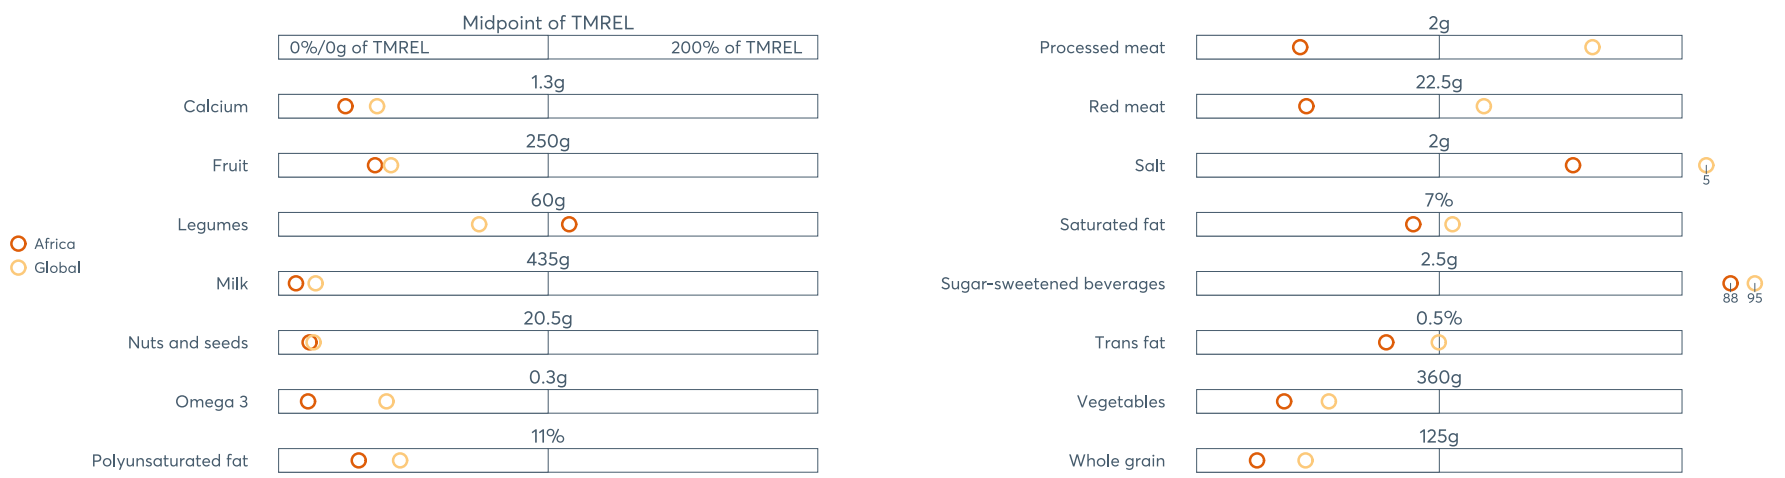 Midpoint of TMREL
0%/0g of TMREL
200% of TMREL
1.3g
Calcium
250g
Fruit
60g
Legumes
435g
Milk
20.5g
Nuts and seeds
0.3g
Omega 3
11%
Polyunsaturated fat
Africa
Global
2g
Processed meat
22.5g
Red meat
2g
Salt
5
7%
Saturated fat
2.5g
Sugar-sweetened beverages
88
95
0.5%
Trans fat
360g
Vegetables
125g
Whole grain